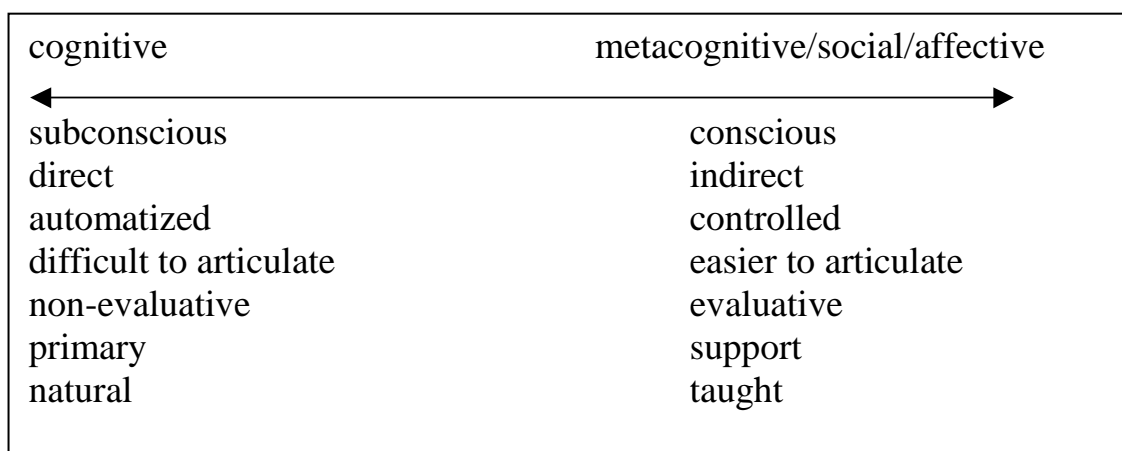 cognitive metacognitive/social/affective
subconscious conscious
direct indirect
automatized controlled
difficult to articulate easier to articulate
non-evaluative evaluative
primary support
natural taught